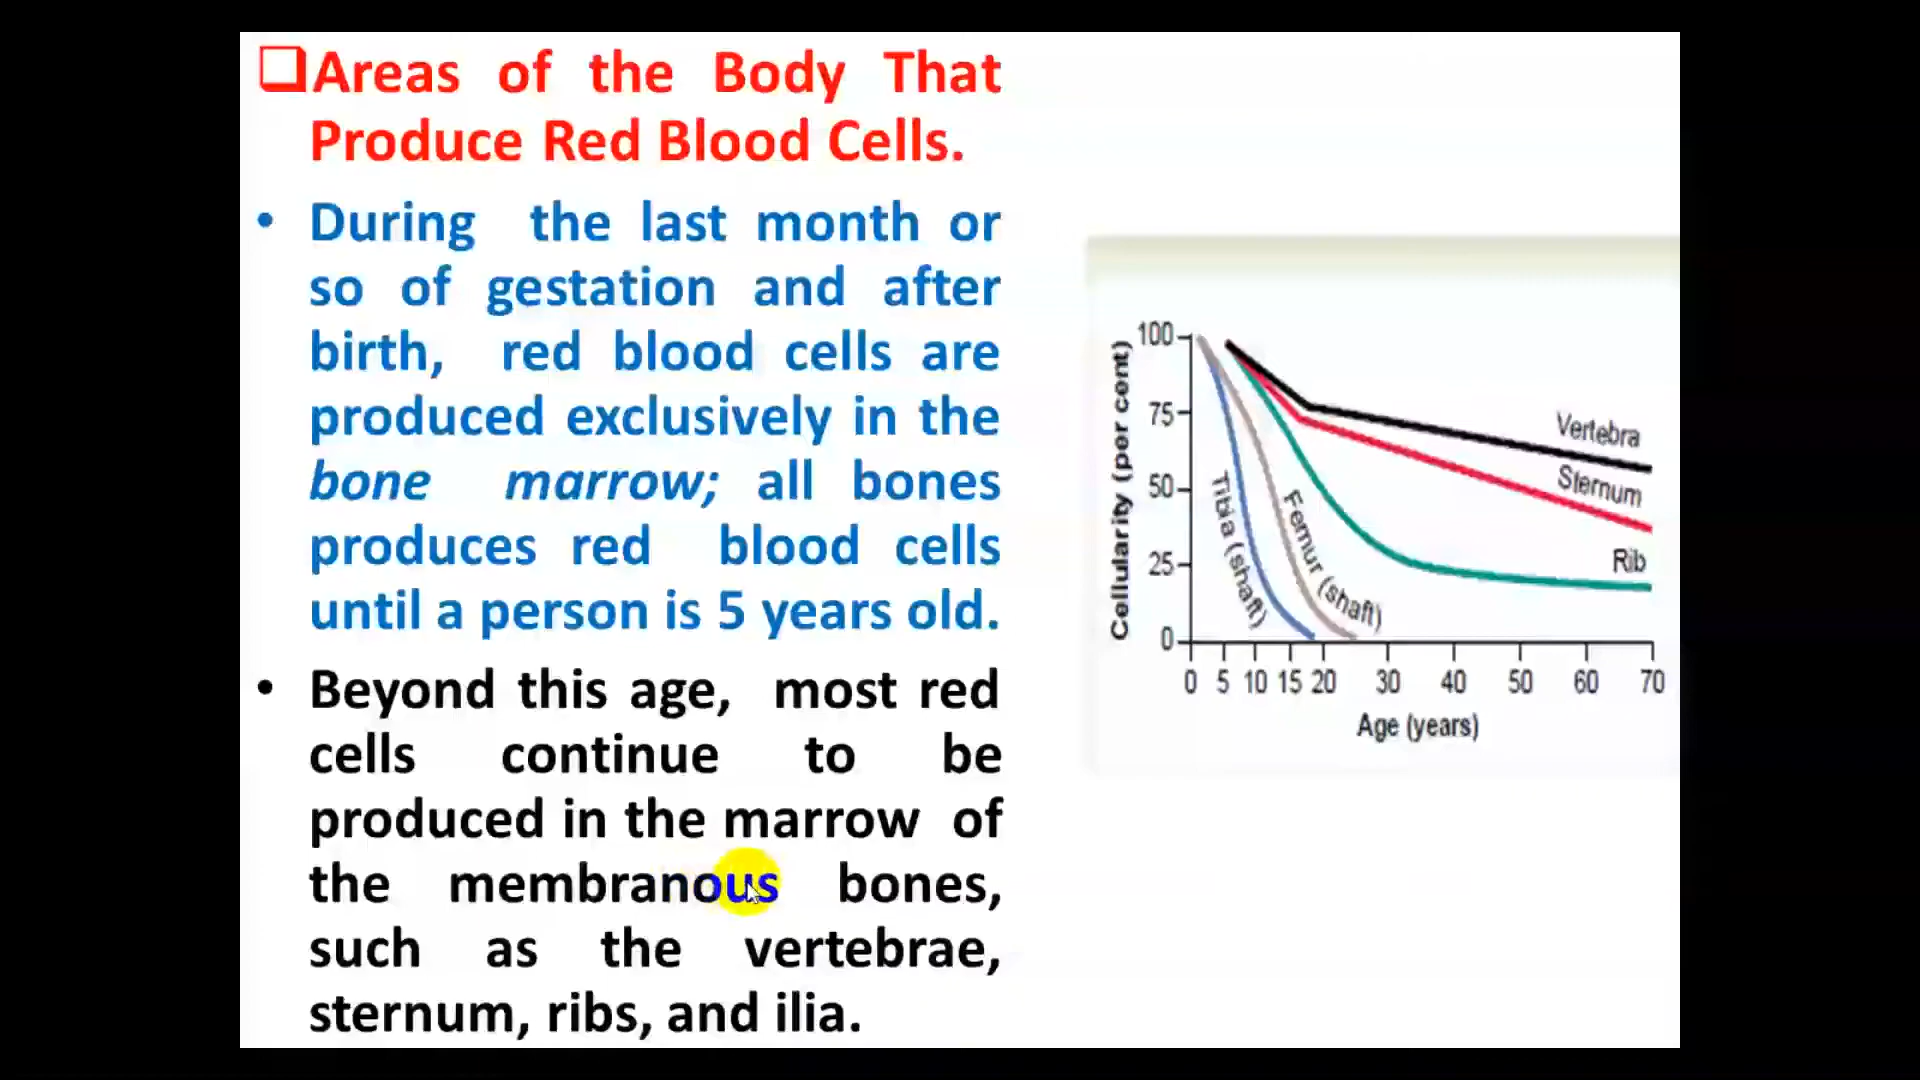 Areas of the Body That
Produce Red Blood Cells.
• During the last month or
so of gestation and after
birth, red blood cells are
produced exclusively in the
bone marrow; all bones
produces red blood cells
until a person is 5 years old.
• Beyond this age, most red
cells continue to be
produced in the marrow of
the membranous bones,
such as the vertebrae,
sternum, ribs, and ilia.
Cellularity (per cent)
100
75
50
25
0
Vertebra
Sternum
Rib
Tibia (shaft)
Femur (shaft)
0 5 10 15 20 30 40 50 60 70
Age (years)